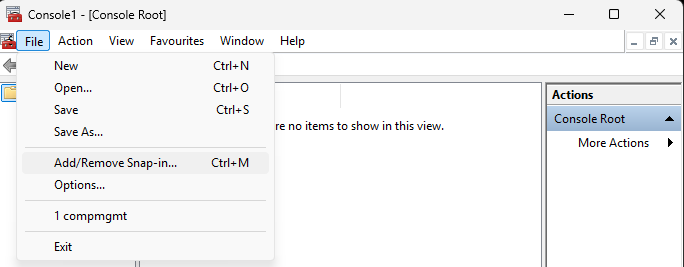 Console1 - [Console Root]
File Action View Favourites Window Help
New Ctrl+N
Open... Ctrl+O
Save Ctrl+S
Save As...
Add/Remove Snap-in... Ctrl+M
Options...
1 compmgmt
Exit
re no items to show in this view.
Actions
Console Root
More Actions